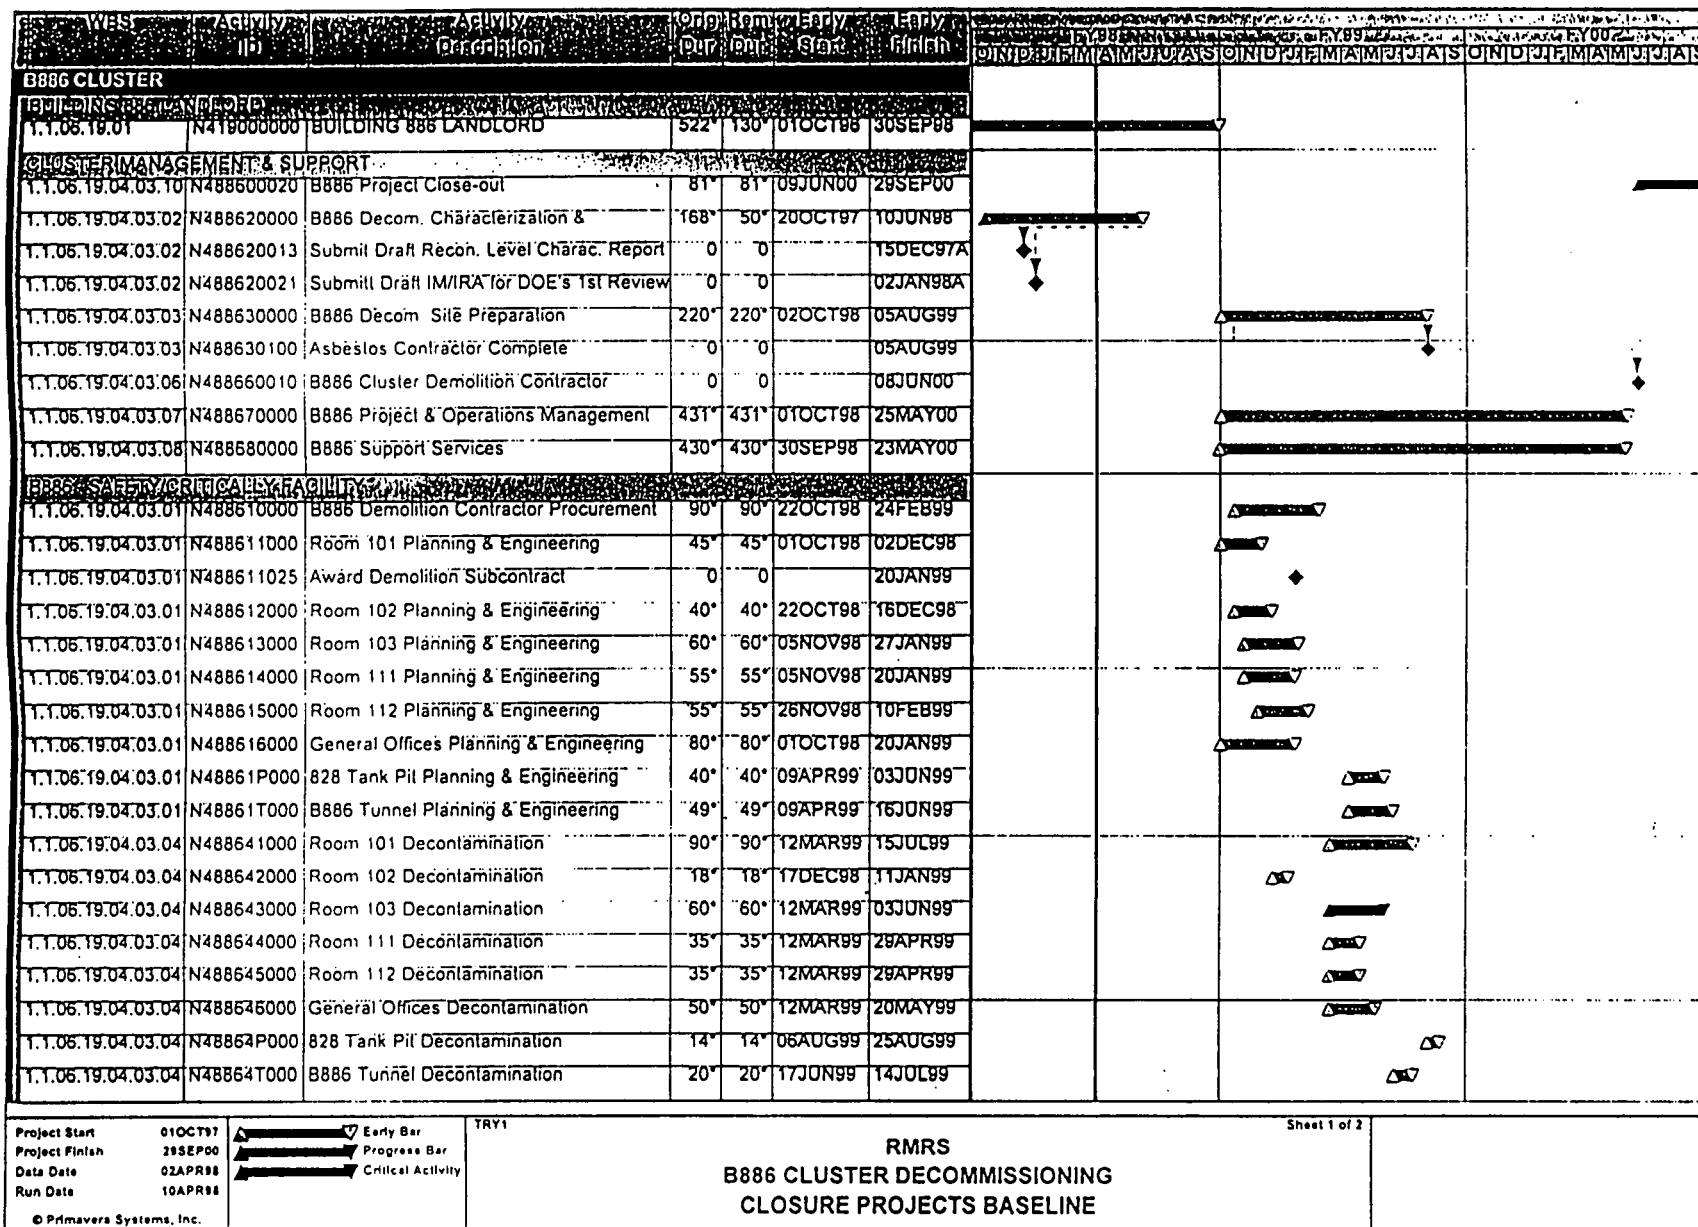 WBS Activity ID Activity Description Orig Dur Rem Dur Early Start Early Finish
FY98 FY99 FY00
O N D J F M A M J J A S O N D J F M A M J J A S O N D J F M A M J J A S
B886 CLUSTER
BUILDING 886 LANDLORD
1.1.06.19.01 N419000000 BUILDING 886 LANDLORD 522* 130* 01OCT96 30SEP98
CLUSTER MANAGEMENT & SUPPORT
1.1.06.19.04.03.10 N488600020 B886 Project Close-out 81* 81* 09JUN00 29SEP00
1.1.06.19.04.03.02 N488620000 B886 Decom. Characterization & 168* 50* 20OCT97 10JUN98
1.1.06.19.04.03.02 N488620013 Submit Draft Recon. Level Charac. Report 0 0 15DEC97A
1.1.06.19.04.03.02 N488620021 Submitt Draft IM/IRA for DOE's 1st Review 0 0 02JAN98A
1.1.06.19.04.03.03 N488630000 B886 Decom Site Preparation 220* 220* 02OCT98 05AUG99
1.1.06.19.04.03.03 N488630100 Asbestos Contractor Complete 0 0 05AUG99
1.1.06.19.04.03.06 N488660010 B886 Cluster Demolition Contractor 0 0 08JUN00
1.1.06.19.04.03.07 N488670000 B886 Project & Operations Management 431* 431* 01OCT98 25MAY00
1.1.06.19.04.03.08 N488680000 B886 Support Services 430* 430* 30SEP98 23MAY00
B886 - SAFETY/CRITICALLY FACILITY
1.1.06.19.04.03.01 N488610000 B886 Demolition Contractor Procurement 90* 90* 22OCT98 24FEB99
1.1.06.19.04.03.01 N488611000 Room 101 Planning & Engineering 45* 45* 01OCT98 02DEC98
1.1.06.19.04.03.01 N488611025 Award Demolition Subcontract 0 0 20JAN99
1.1.06.19.04.03.01 N488612000 Room 102 Planning & Engineering 40* 40* 22OCT98 16DEC98
1.1.06.19.04.03.01 N488613000 Room 103 Planning & Engineering 60* 60* 05NOV98 27JAN99
1.1.06.19.04.03.01 N488614000 Room 111 Planning & Engineering 55* 55* 05NOV98 20JAN99
1.1.06.19.04.03.01 N488615000 Room 112 Planning & Engineering 55* 55* 26NOV98 10FEB99
1.1.06.19.04.03.01 N488616000 General Offices Planning & Engineering 80* 80* 01OCT98 20JAN99
1.1.06.19.04.03.01 N48861P000 828 Tank Pit Planning & Engineering 40* 40* 09APR99 03JUN99
1.1.06.19.04.03.01 N48861T000 B886 Tunnel Planning & Engineering 49* 49* 09APR99 16JUN99
1.1.06.19.04.03.04 N488641000 Room 101 Decontamination 90* 90* 12MAR99 15JUL99
1.1.06.19.04.03.04 N488642000 Room 102 Decontamination 18* 18* 17DEC98 11JAN99
1.1.06.19.04.03.04 N488643000 Room 103 Decontamination 60* 60* 12MAR99 03JUN99
1.1.06.19.04.03.04 N488644000 Room 111 Decontamination 35* 35* 12MAR99 29APR99
1.1.06.19.04.03.04 N488645000 Room 112 Decontamination 35* 35* 12MAR99 29APR99
1.1.06.19.04.03.04 N488646000 General Offices Decontamination 50* 50* 12MAR99 20MAY99
1.1.06.19.04.03.04 N48864P000 828 Tank Pit Decontamination 14* 14* 06AUG99 25AUG99
1.1.06.19.04.03.04 N48864T000 B886 Tunnel Decontamination 20* 20* 17JUN99 14JUL99
Project Start 01OCT97
Project Finish 29SEP00
Data Date 02APR98
Run Date 10APR98
© Primavera Systems, Inc.
Early Bar
Progress Bar
Critical Activity
TRY1
Sheet 1 of 2
RMRS
B886 CLUSTER DECOMMISSIONING
CLOSURE PROJECTS BASELINE